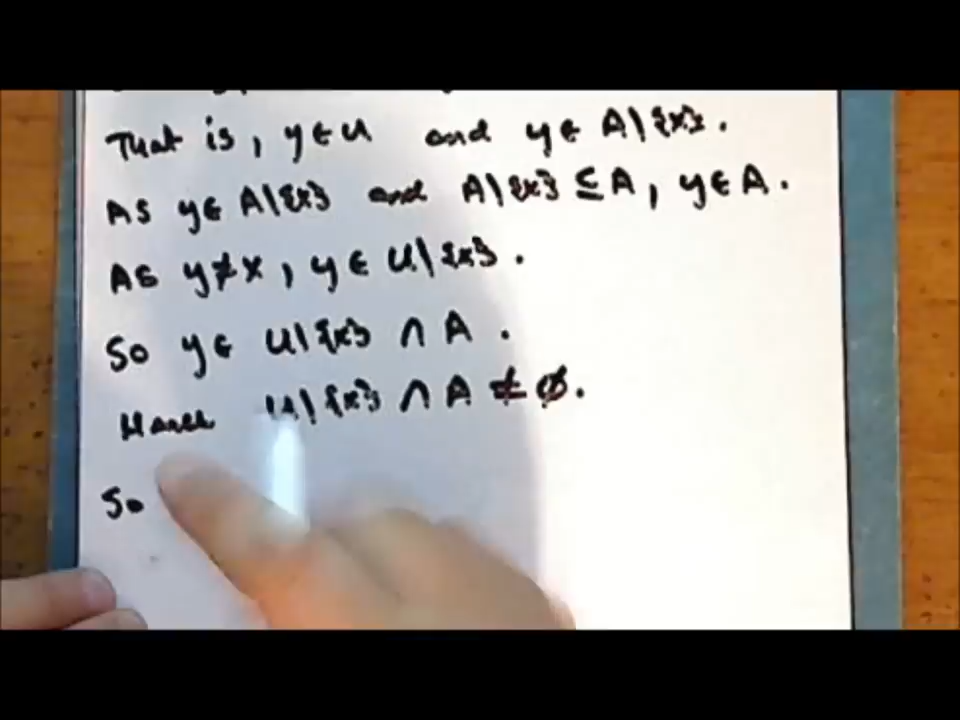 That is, y ∈ U and y ∈ A\{x}.
As y ∈ A\{x} and A\{x} ⊆ A, y ∈ A.
As y ≠ x, y ∈ U\{x}.
So y ∈ U\{x} ∩ A.
Hence U\{x} ∩ A ≠ ∅.
So